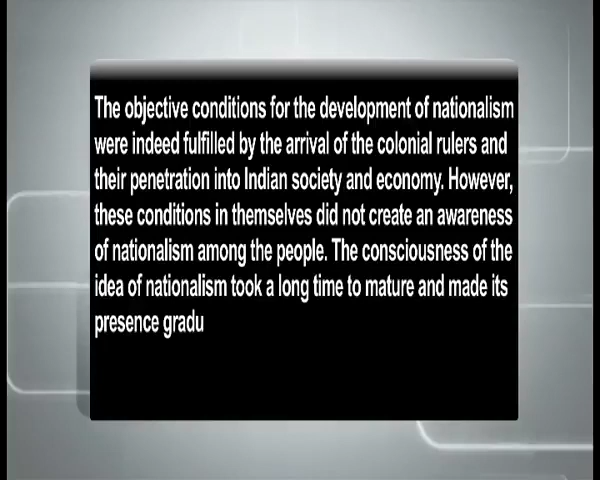 The objective conditions for the development of nationalism
were indeed fulfilled by the arrival of the colonial rulers and
their penetration into Indian society and economy. However,
these conditions in themselves did not create an awareness
of nationalism among the people. The consciousness of the
idea of nationalism took a long time to mature and made its
presence gradu